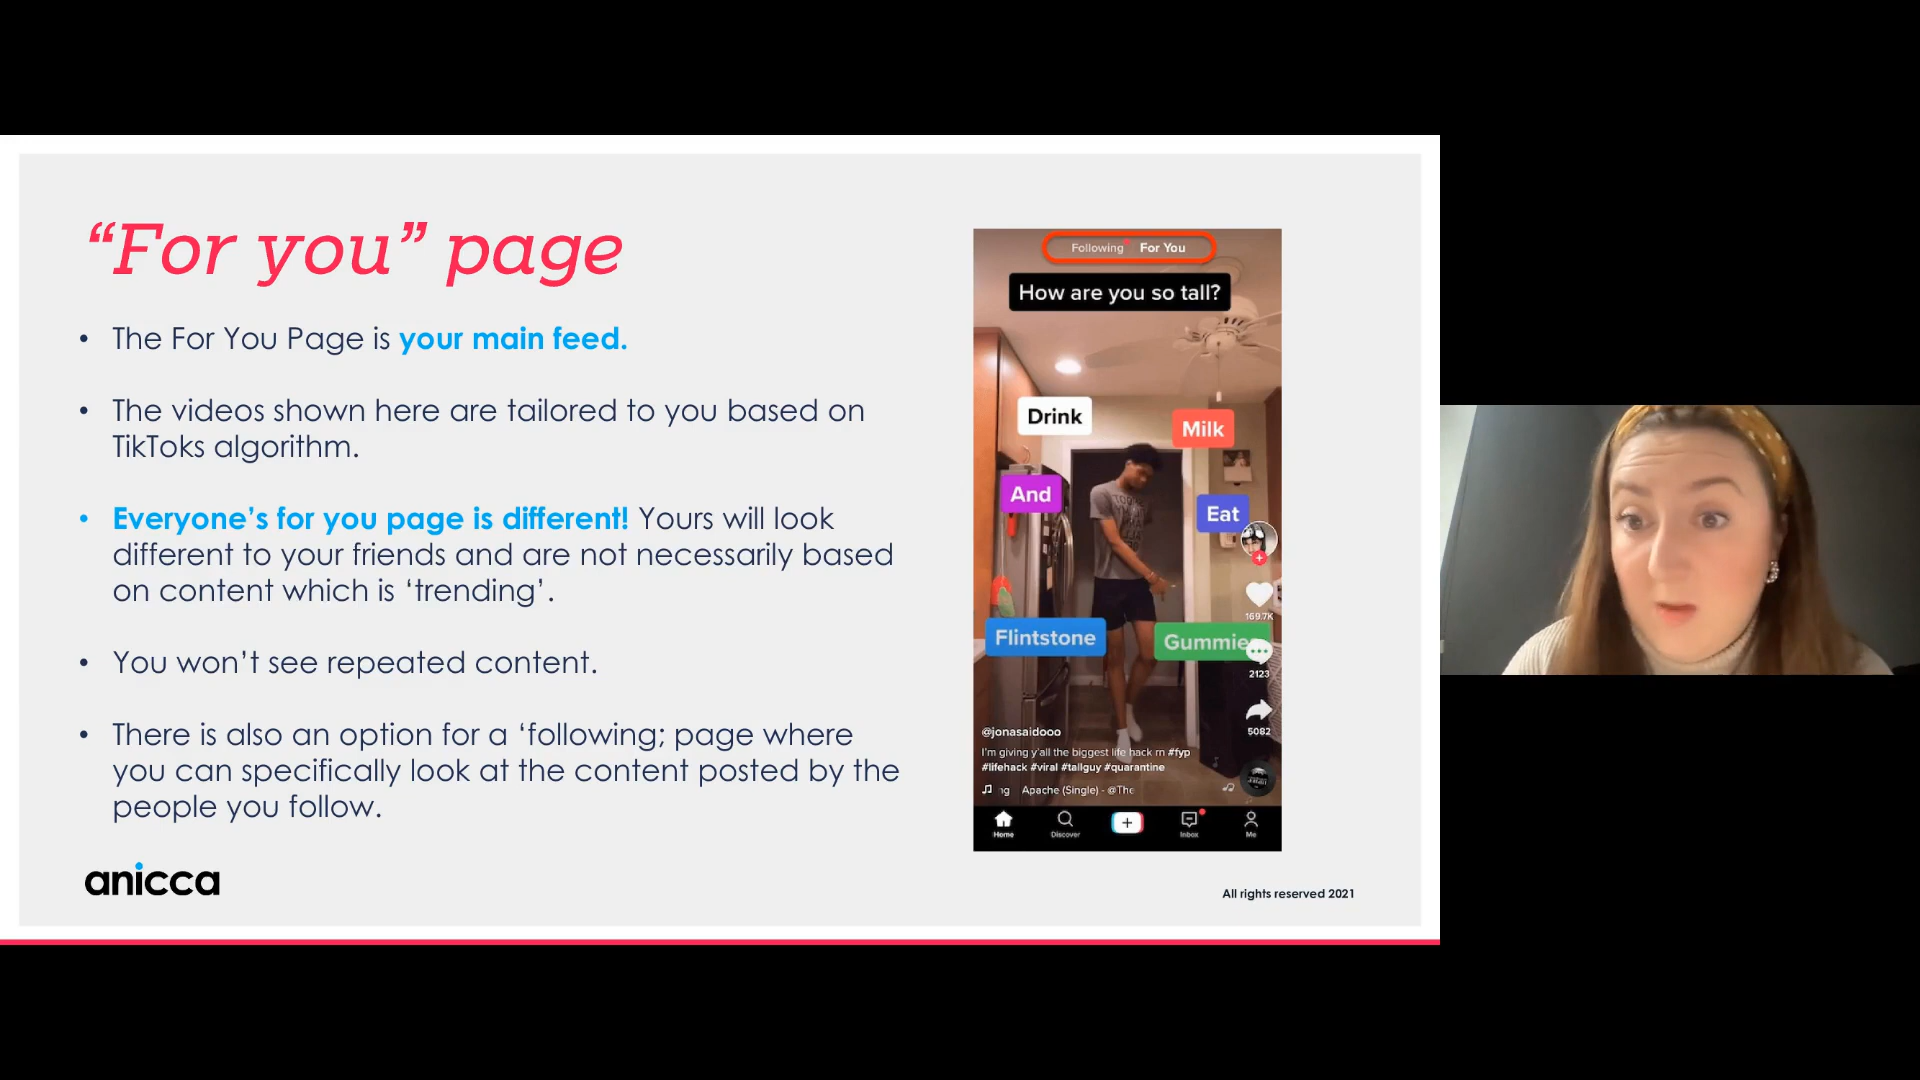 “For you” page
• The For You Page is your main feed.
• The videos shown here are tailored to you based on
TikToks algorithm.
• Everyone’s for you page is different! Yours will look
different to your friends and are not necessarily based
on content which is ‘trending’.
• You won’t see repeated content.
• There is also an option for a ‘following; page where
you can specifically look at the content posted by the
people you follow.
anicca
All rights reserved 2021
Following For You
How are you so tall?
Drink
Milk
And
Eat
Flintstone
Gummies
169.7K
2123
5082
@jonasaidooo
I'm giving y'all the biggest life hack rn #fyp
#lifehack #viral #tallguy #quarantine
ng Apache (Single) - @The
Home Discover Inbox Me